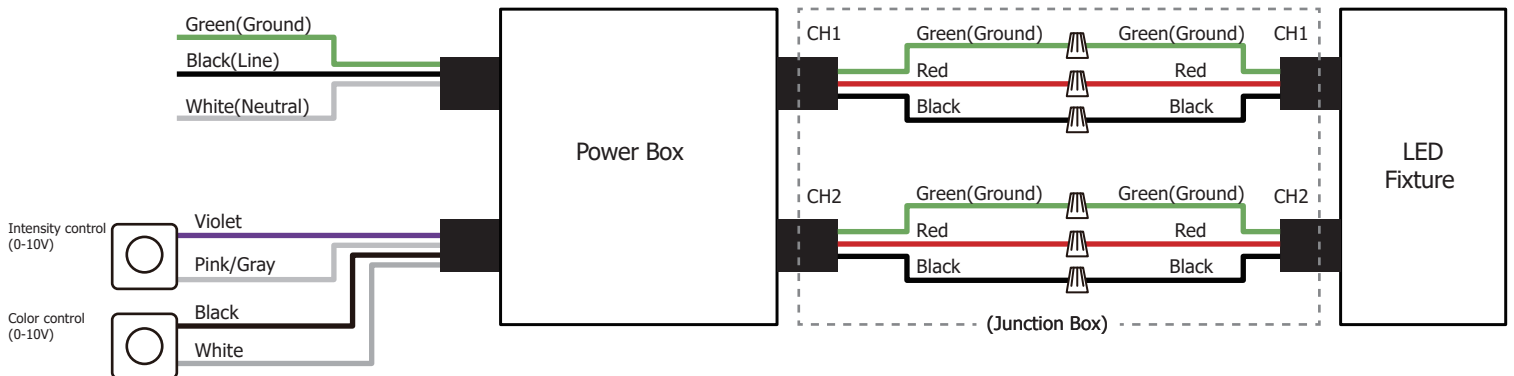 Green(Ground)
Black(Line)
White(Neutral)
Intensity control
(0-10V)
Violet
Pink/Gray
Color control
(0-10V)
Black
White
Power Box
CH1
Green(Ground)
Green(Ground)
CH1
Red
Red
Black
Black
CH2
Green(Ground)
Green(Ground)
CH2
Red
Red
Black
Black
(Junction Box)
LED
Fixture